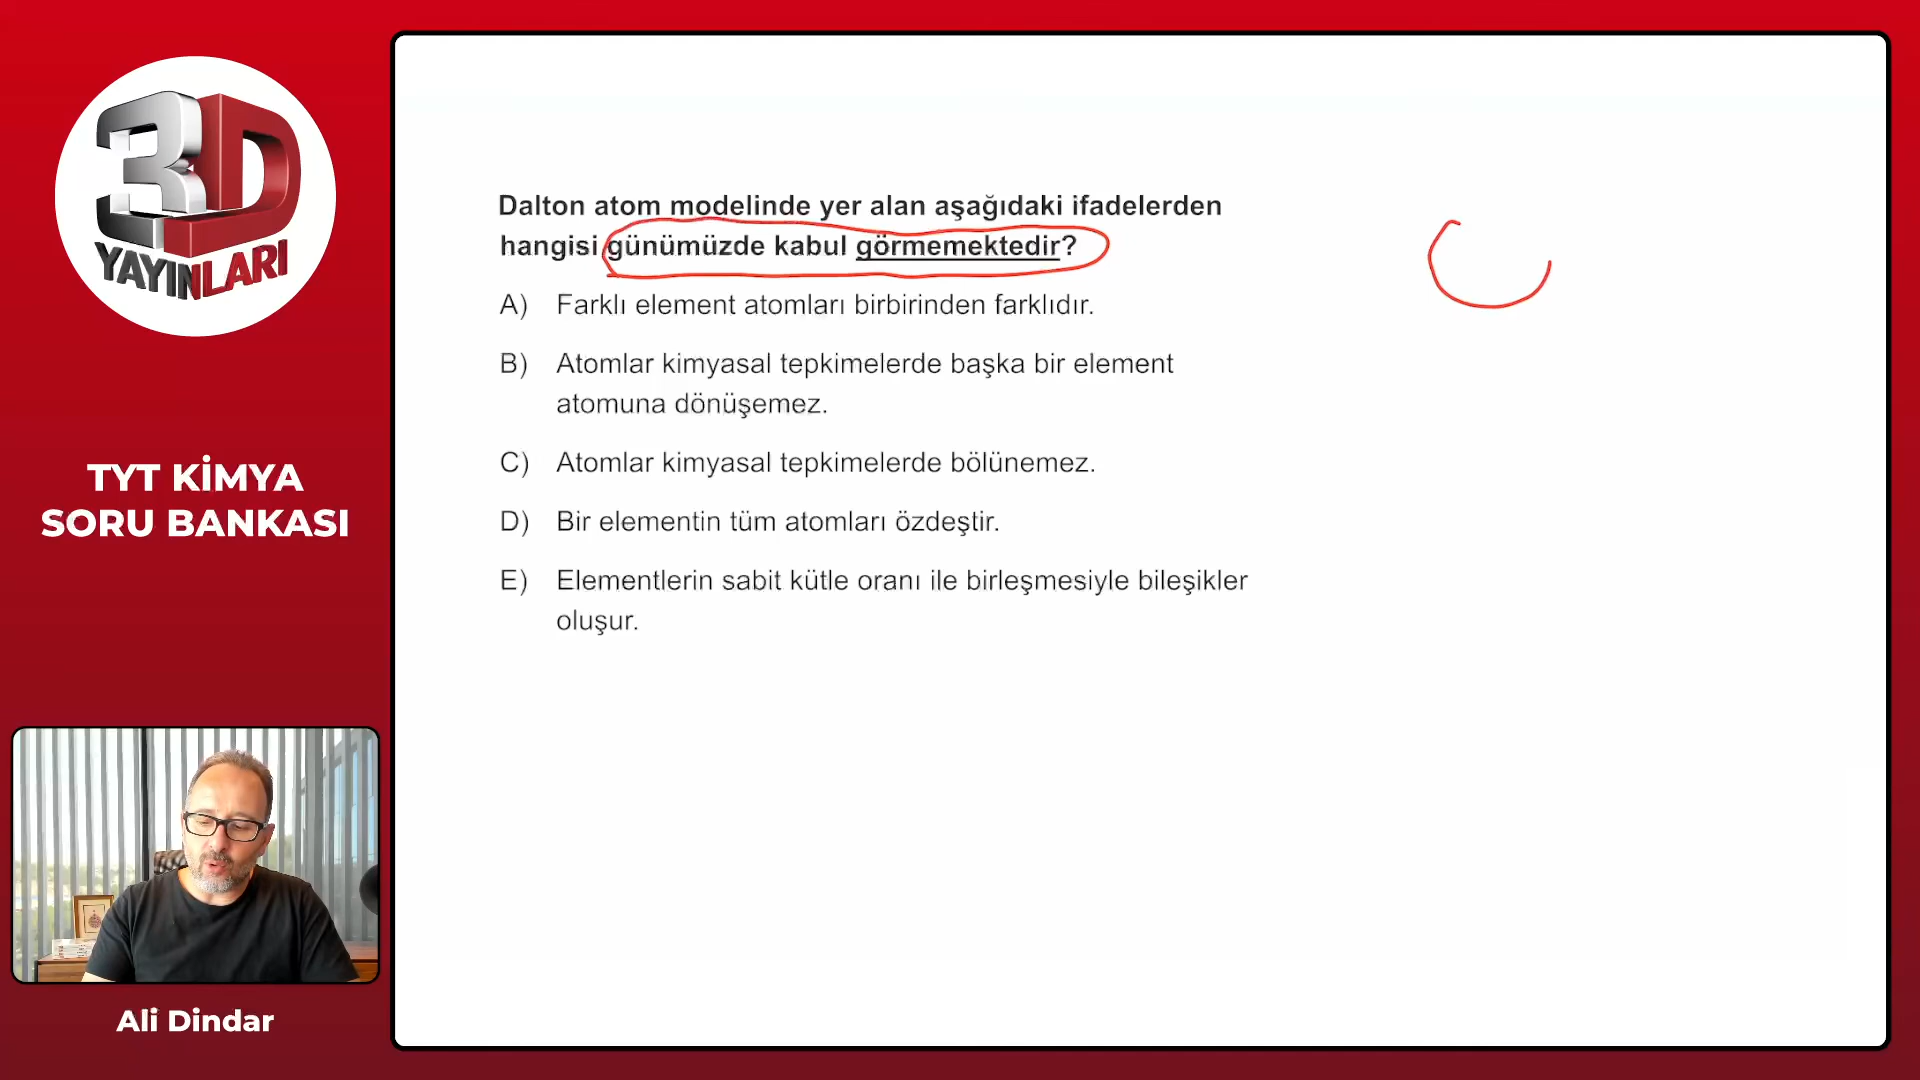 3D
YAYINLARI
TYT KİMYA
SORU BANKASI
Ali Dindar
Dalton atom modelinde yer alan aşağıdaki ifadelerden
hangisi günümüzde kabul görmemektedir?
A) Farklı element atomları birbirinden farklıdır.
B) Atomlar kimyasal tepkimelerde başka bir element
atomuna dönüşemez.
C) Atomlar kimyasal tepkimelerde bölünemez.
D) Bir elementin tüm atomları özdeştir.
E) Elementlerin sabit kütle oranı ile birleşmesiyle bileşikler
oluşur.